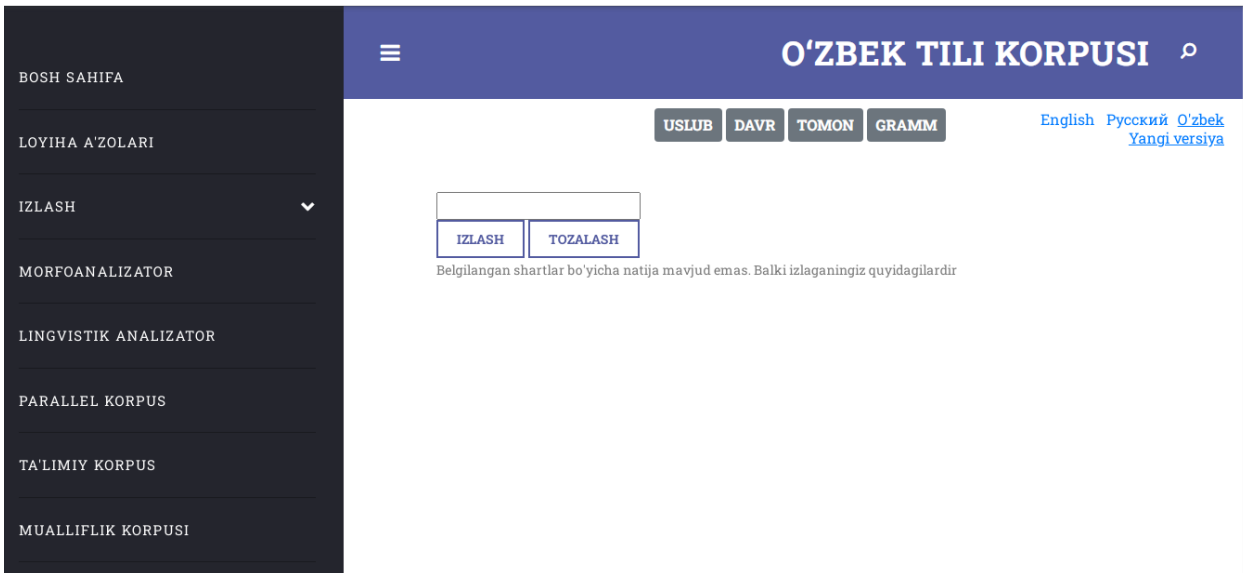 BOSH SAHIFA
LOYIHA A'ZOLARI
IZLASH
MORFOANALIZATOR
LINGVISTIK ANALIZATOR
PARALLEL KORPUS
TA'LIMIY KORPUS
MUALLIFLIK KORPUSI
O‘ZBEK TILI KORPUSI
USLUB DAVR TOMON GRAMM
English Русский O'zbek
Yangi versiya
IZLASH TOZALASH
Belgilangan shartlar bo'yicha natija mavjud emas. Balki izlaganingiz quyidagilardir